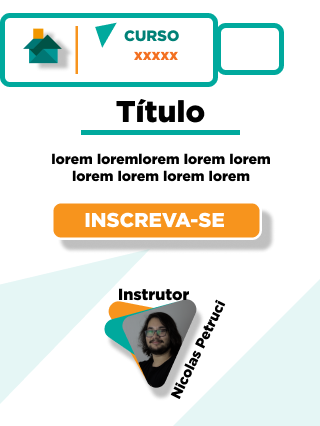 CURSO
xxxxx
Título
lorem loremlorem lorem lorem
lorem lorem lorem lorem
INSCREVA-SE
Instrutor
Nicolas Petruci